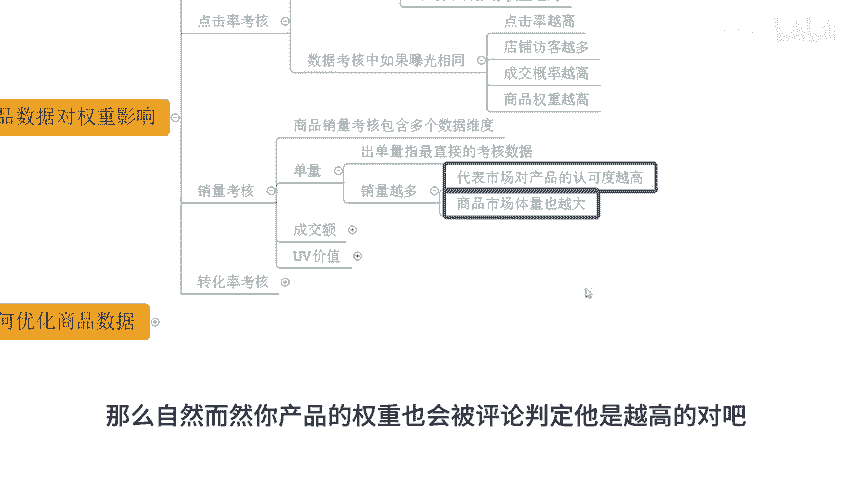 点击率考核
点击率越高
店铺访客越多
数据考核中如果曝光相同
成交概率越高
商品权重越高
品数据对权重影响
商品销量考核包含多个数据维度
出单量指最直接的考核数据
单量
代表市场对产品的认可度越高
销量考核
销量越多
商品市场体量也越大
成交额
UV价值
转化率考核
何优化商品数据
那么自然而然你产品的权重也会被评论判定他是越高的对吧